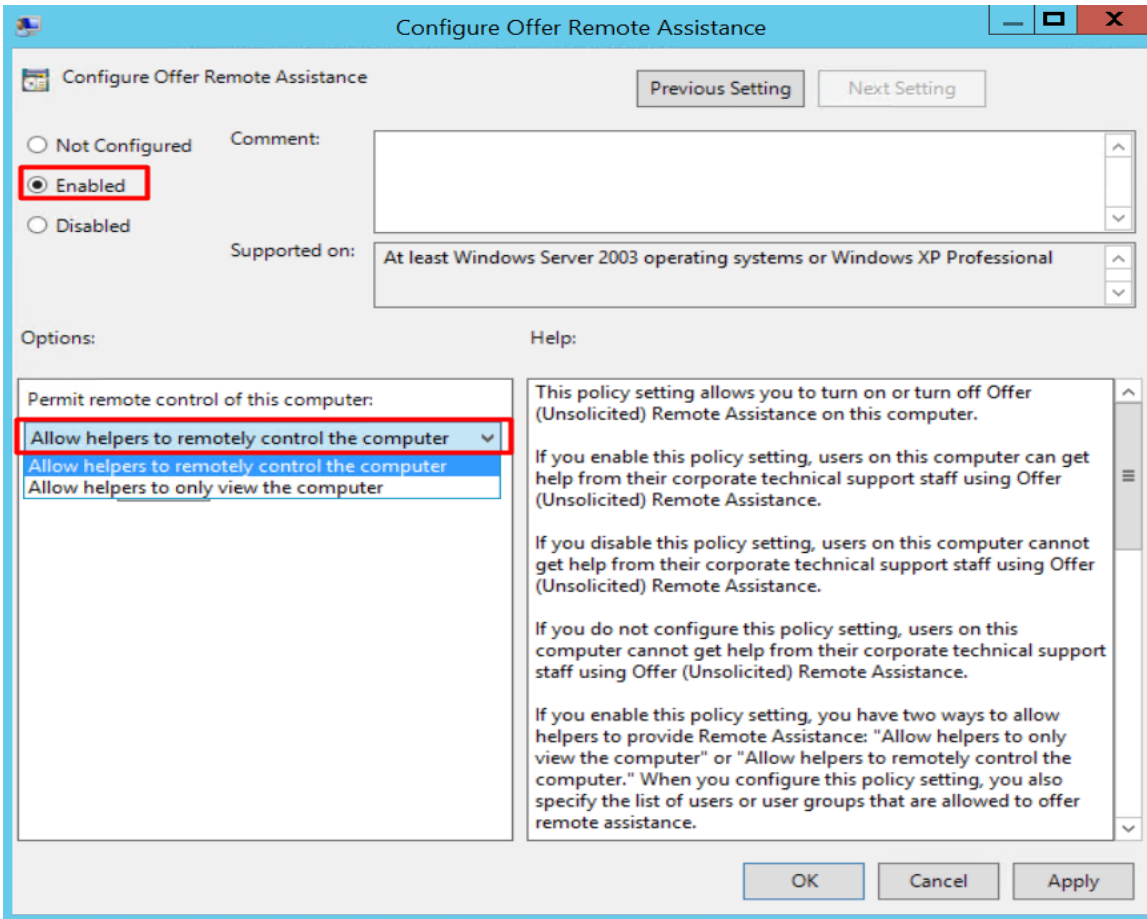 Configure Offer Remote Assistance
Configure Offer Remote Assistance
Previous Setting
Next Setting
Not Configured
Comment:
Enabled
Disabled
Supported on:
At least Windows Server 2003 operating systems or Windows XP Professional
Options:
Help:
Permit remote control of this computer:
Allow helpers to remotely control the computer
Allow helpers to remotely control the computer
Allow helpers to only view the computer
This policy setting allows you to turn on or turn off Offer
(Unsolicited) Remote Assistance on this computer.
If you enable this policy setting, users on this computer can get
help from their corporate technical support staff using Offer
(Unsolicited) Remote Assistance.
If you disable this policy setting, users on this computer cannot
get help from their corporate technical support staff using Offer
(Unsolicited) Remote Assistance.
If you do not configure this policy setting, users on this
computer cannot get help from their corporate technical support
staff using Offer (Unsolicited) Remote Assistance.
If you enable this policy setting, you have two ways to allow
helpers to provide Remote Assistance: "Allow helpers to only
view the computer" or "Allow helpers to remotely control the
computer." When you configure this policy setting, you also
specify the list of users or user groups that are allowed to offer
remote assistance.
OK
Cancel
Apply